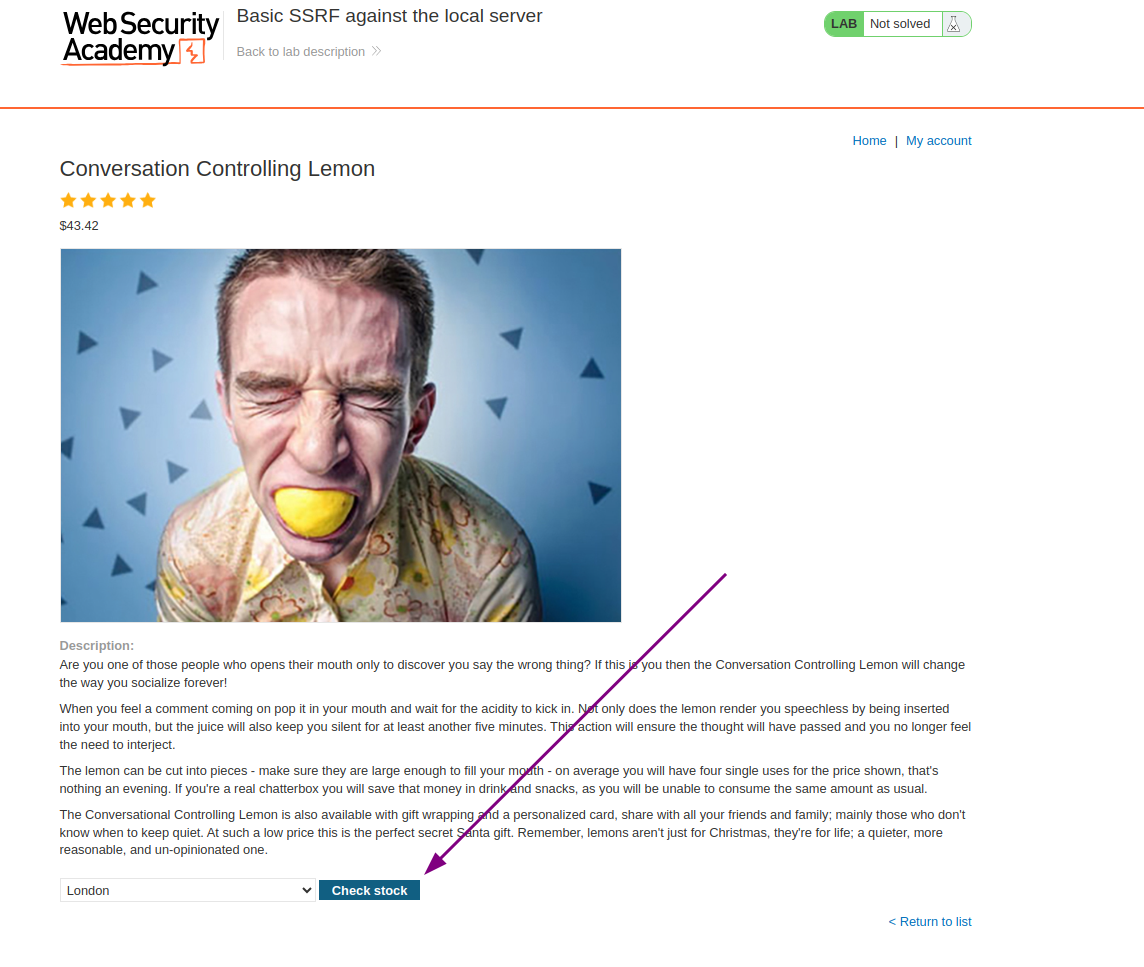 Web Security
Academy
Basic SSRF against the local server
Back to lab description
LAB Not solved
Home | My account
Conversation Controlling Lemon
$43.42
Description:
Are you one of those people who opens their mouth only to discover you say the wrong thing? If this is you then the Conversation Controlling Lemon will change
the way you socialize forever!
When you feel a comment coming on pop it in your mouth and wait for the acidity to kick in. Not only does the lemon render you speechless by being inserted
into your mouth, but the juice will also keep you silent for at least another five minutes. This action will ensure the thought will have passed and you no longer feel
the need to interject.
The lemon can be cut into pieces - make sure they are large enough to fill your mouth - on average you will have four single uses for the price shown, that's
nothing an evening. If you're a real chatterbox you will save that money in drink and snacks, as you will be unable to consume the same amount as usual.
The Conversational Controlling Lemon is also available with gift wrapping and a personalized card, share with all your friends and family; mainly those who don't
know when to keep quiet. At such a low price this is the perfect secret Santa gift. Remember, lemons aren't just for Christmas, they're for life; a quieter, more
reasonable, and un-opinionated one.
London Check stock
< Return to list